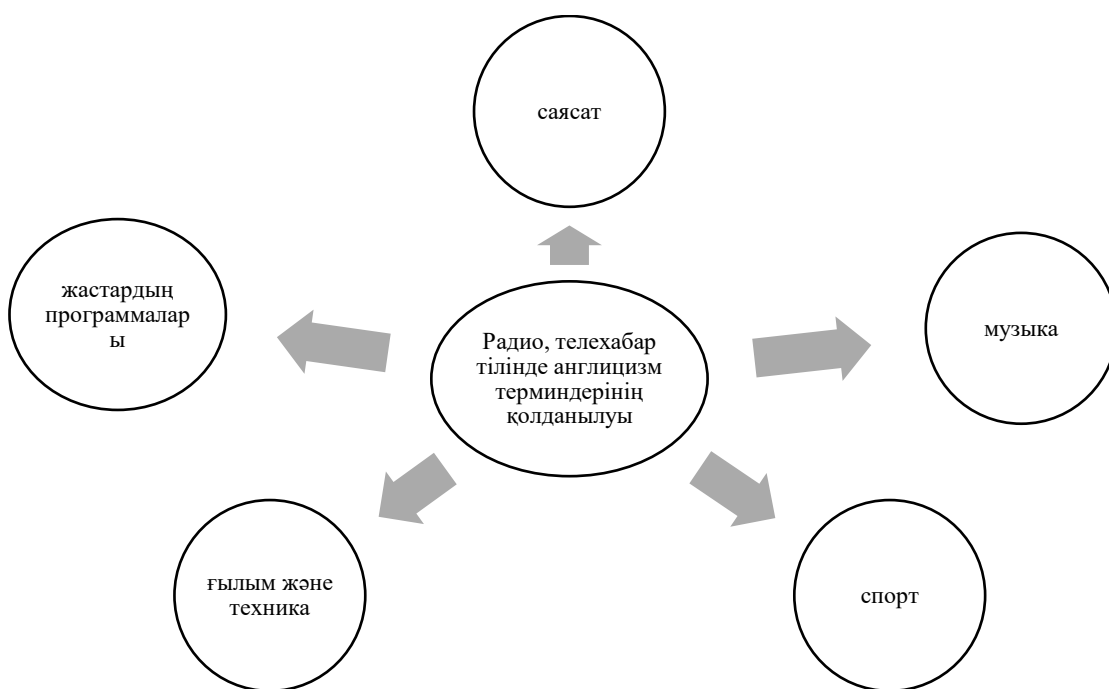 саясат
жастардың
программалар
ы
Радио, телехабар
тілінде англицизм
терминдерінің
қолданылуы
музыка
ғылым және
техника
спорт